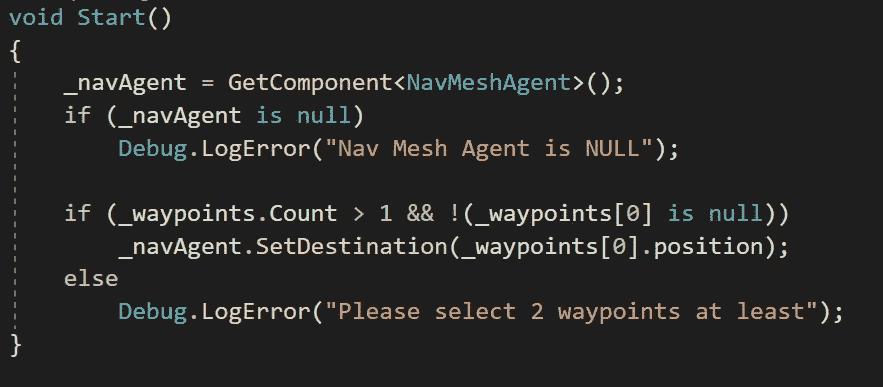 void Start()
{
_navAgent = GetComponent<NavMeshAgent>();
if (_navAgent is null)
Debug.LogError("Nav Mesh Agent is NULL");
if (_waypoints.Count > 1 && !(_waypoints[0] is null))
_navAgent.SetDestination(_waypoints[0].position);
else
Debug.LogError("Please select 2 waypoints at least");
}